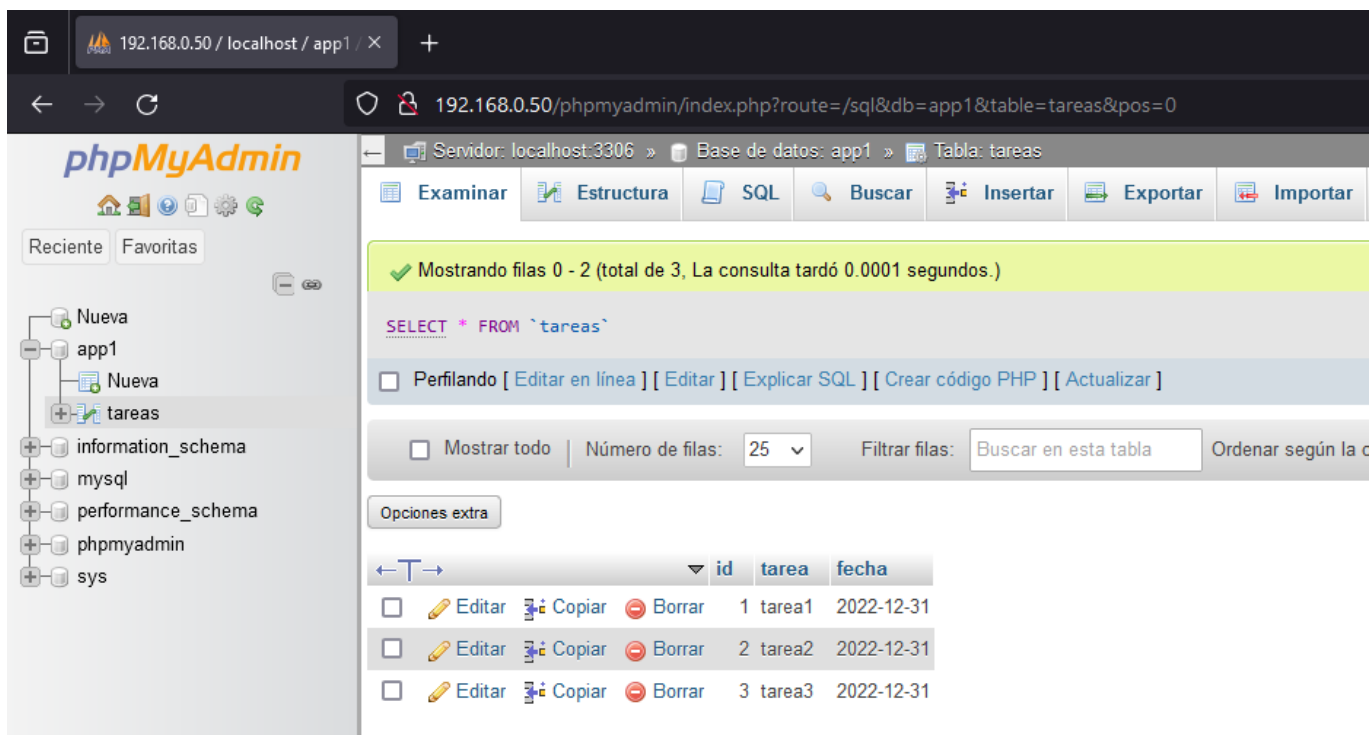 192.168.0.50 / localhost / app1 /
192.168.0.50/phpmyadmin/index.php?route=/sql&db=app1&table=tareas&pos=0
phpMyAdmin
Reciente Favoritas
Nueva
app1
Nueva
tareas
information_schema
mysql
performance_schema
phpmyadmin
sys
Servidor: localhost:3306 » Base de datos: app1 » Tabla: tareas
Examinar Estructura SQL Buscar Insertar Exportar Importar
Mostrando filas 0 - 2 (total de 3, La consulta tardó 0.0001 segundos.)
SELECT * FROM `tareas`
Perfilando [ Editar en línea ] [ Editar ] [ Explicar SQL ] [ Crear código PHP ] [ Actualizar ]
Mostrar todo | Número de filas: 25 Filtrar filas: Buscar en esta tabla Ordenar según la c
Opciones extra
←T→ id tarea fecha
Editar Copiar Borrar 1 tarea1 2022-12-31
Editar Copiar Borrar 2 tarea2 2022-12-31
Editar Copiar Borrar 3 tarea3 2022-12-31